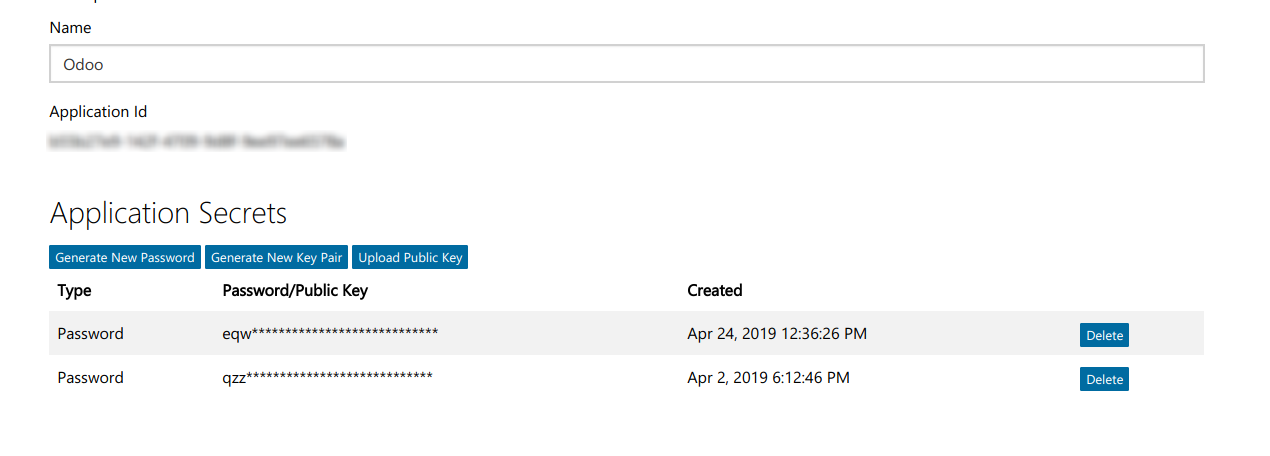 Name
Odoo
Application Id
Application Secrets
Generate New Password Generate New Key Pair Upload Public Key
Type Password/Public Key Created
Password eqw**************************** Apr 24, 2019 12:36:26 PM Delete
Password qzz**************************** Apr 2, 2019 6:12:46 PM Delete